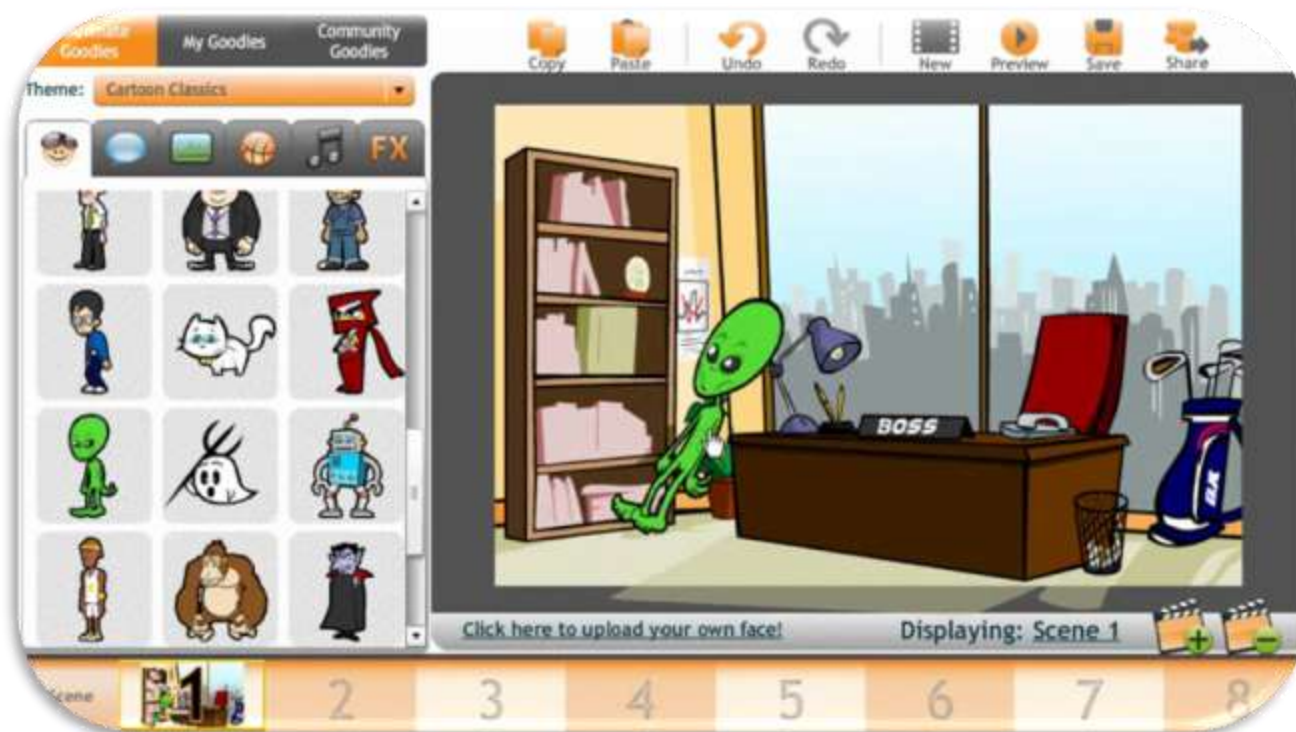 Goodies
My Goodies
Community
Goodies
Theme: Cartoon Classics
FX
Copy
Paste
Undo
Redo
New
Preview
Save
Share
BOSS
Click here to upload your own face!
Displaying: Scene 1
Scene
1
2
3
4
5
6
7
8